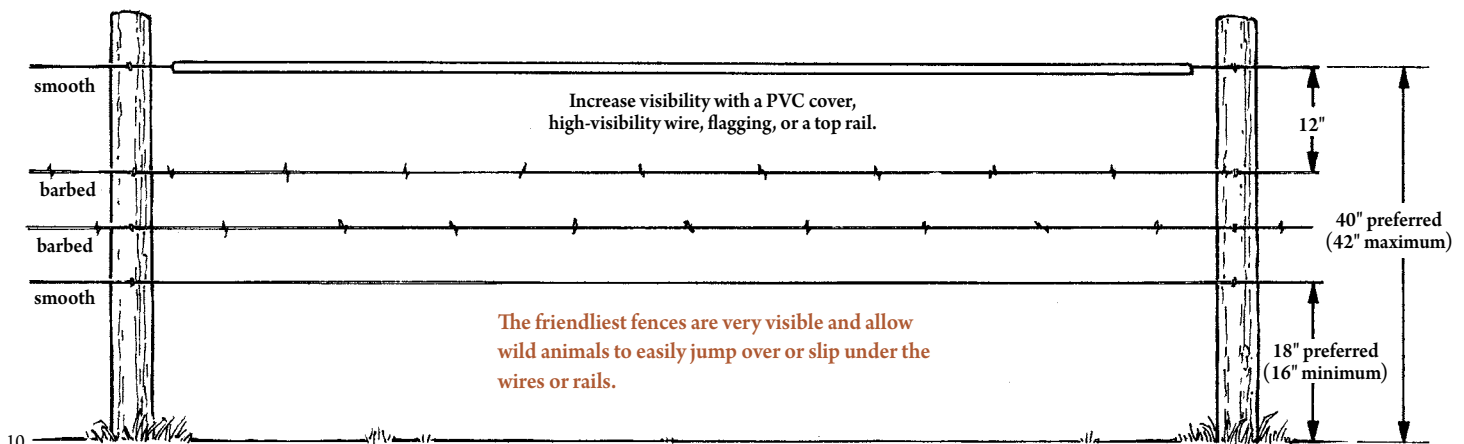 smooth
Increase visibility with a PVC cover,
high-visibility wire, flagging, or a top rail.
12"
barbed
barbed
40" preferred
(42" maximum)
smooth
The friendliest fences are very visible and allow
wild animals to easily jump over or slip under the
wires or rails.
18" preferred
(16" minimum)
10